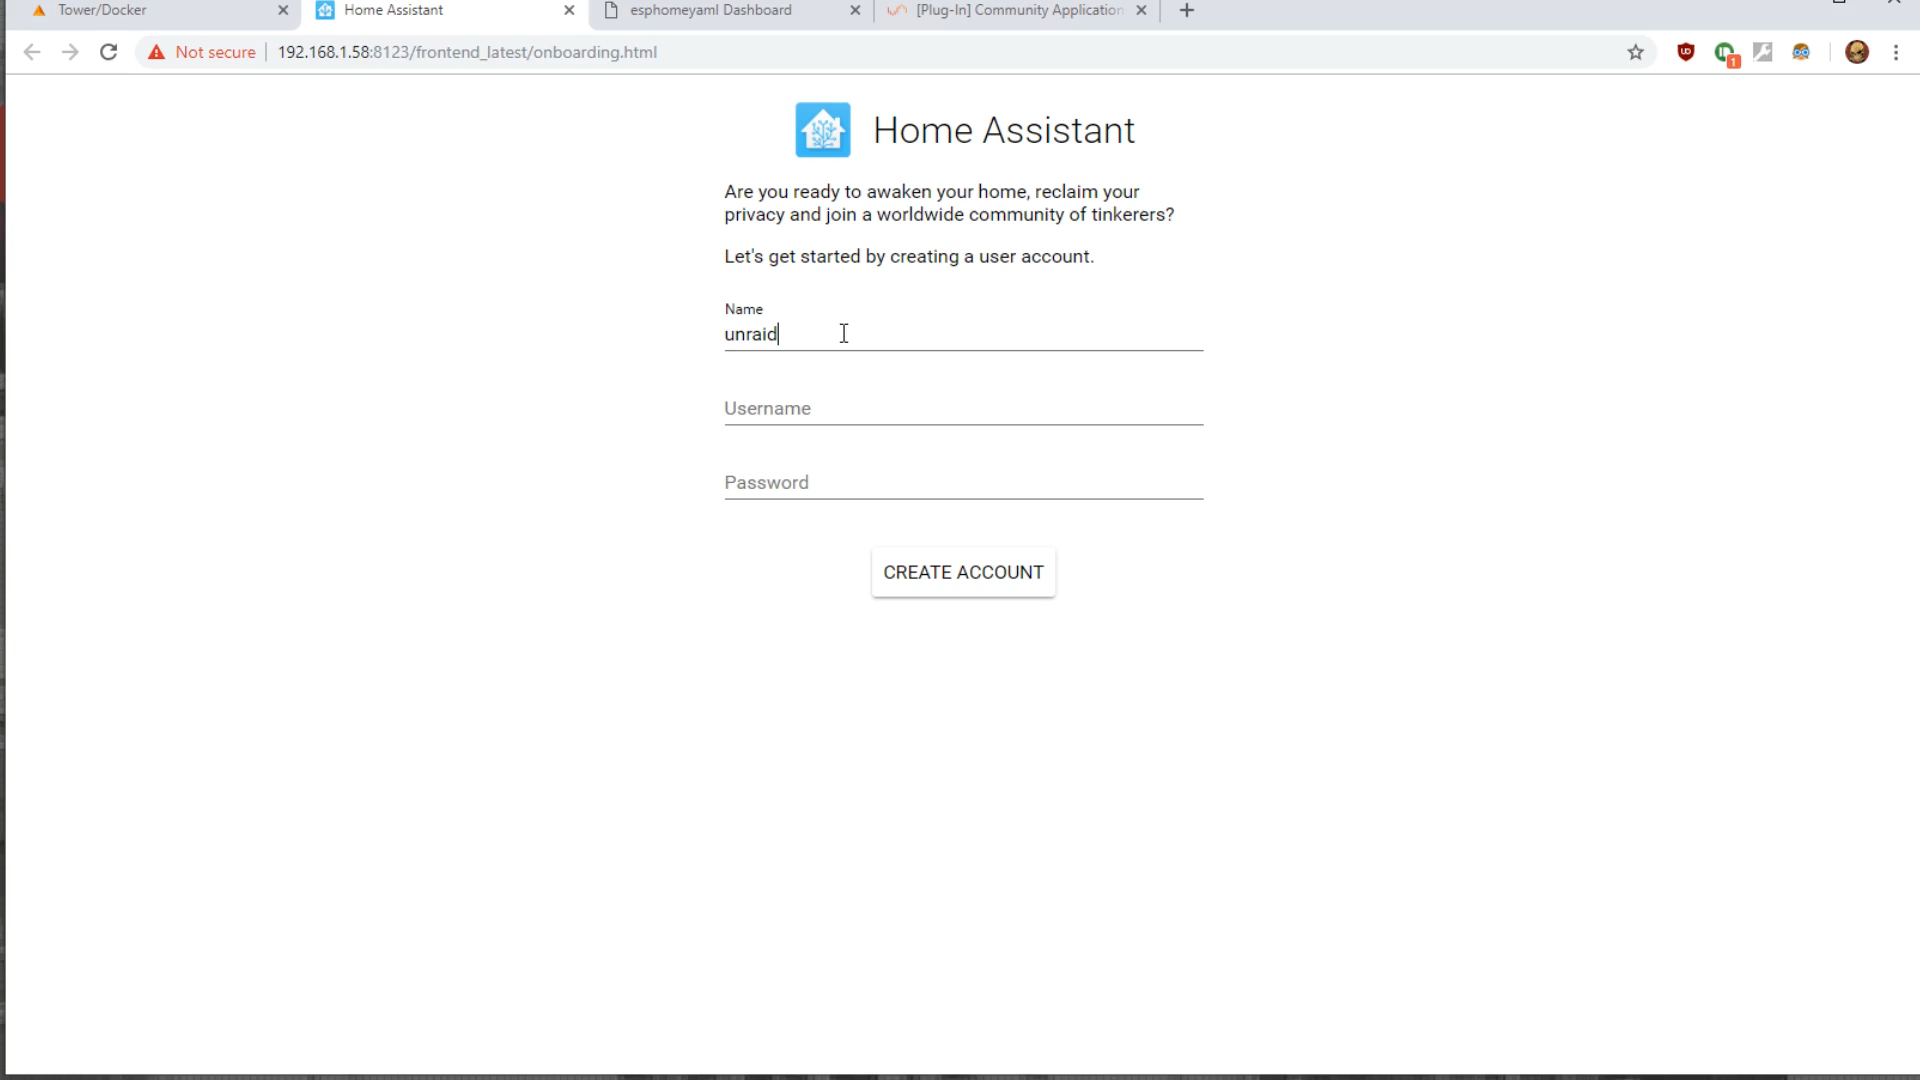 Tower/Docker
Home Assistant
esphomeyaml Dashboard
[Plug-In] Community Application
Not secure
192.168.1.58:8123/frontend_latest/onboarding.html
1
Home Assistant
Are you ready to awaken your home, reclaim your
privacy and join a worldwide community of tinkerers?
Let's get started by creating a user account.
Name
unraid
Username
Password
CREATE ACCOUNT